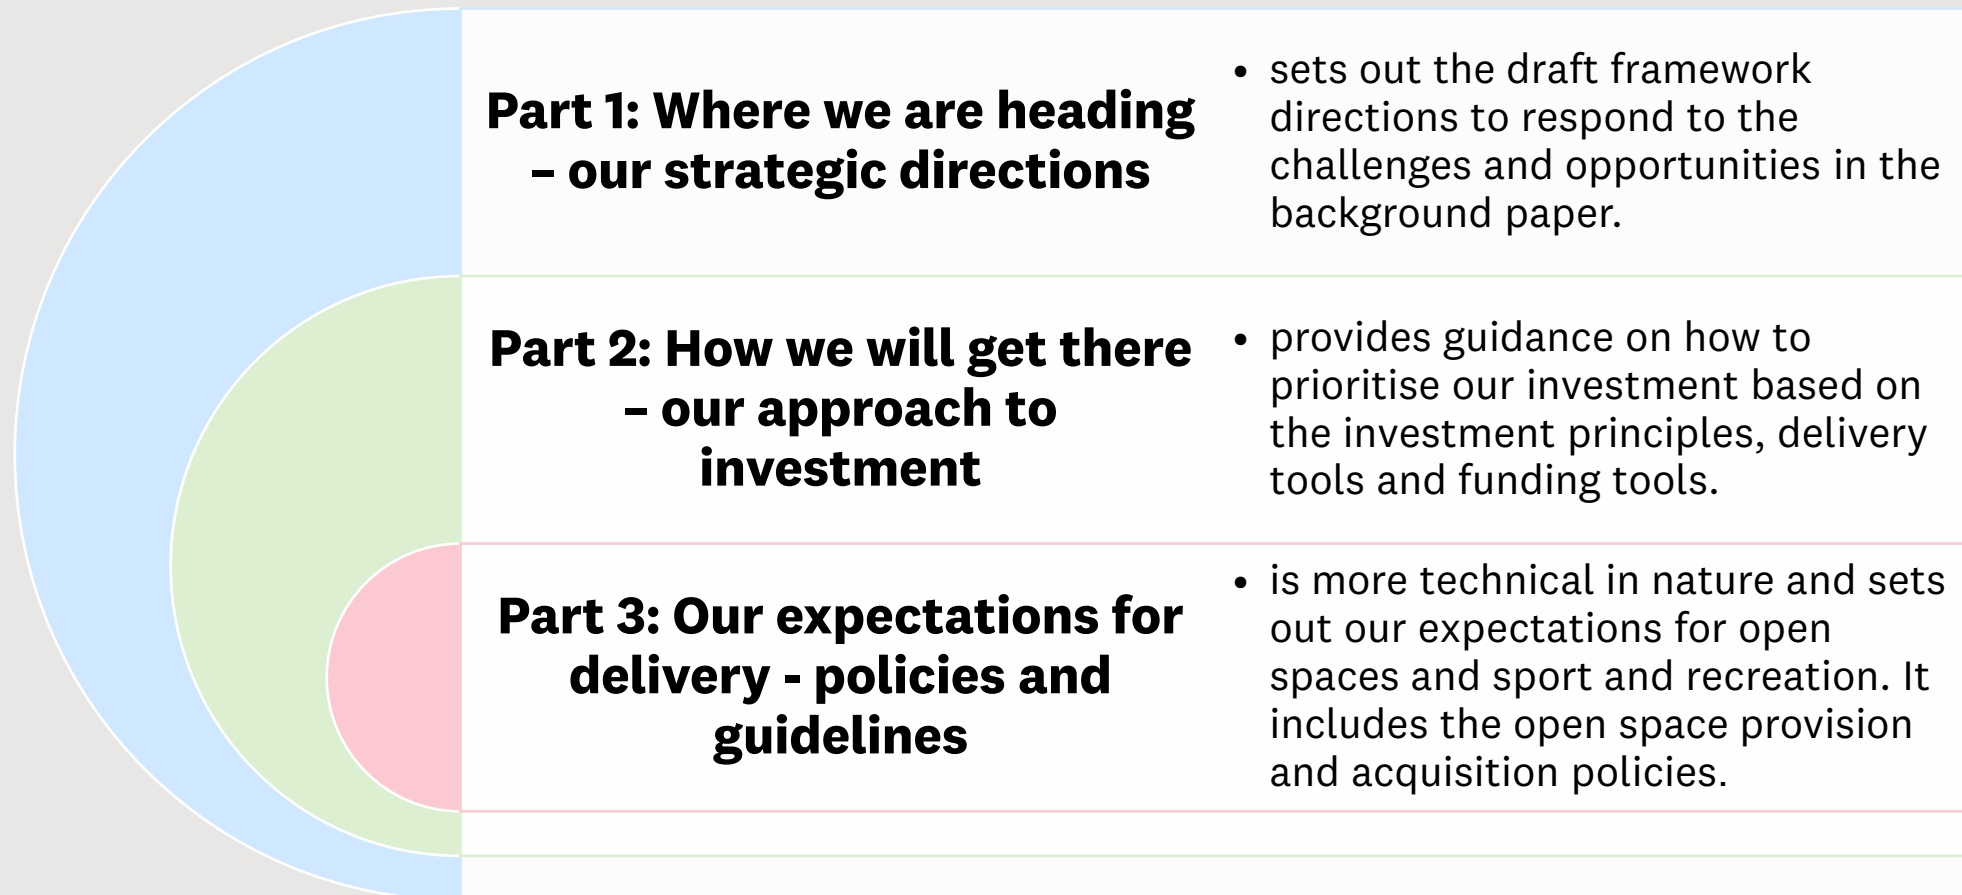 Part 1: Where we are heading
– our strategic directions
• sets out the draft framework
directions to respond to the
challenges and opportunities in the
background paper.
Part 2: How we will get there
– our approach to
investment
• provides guidance on how to
prioritise our investment based on
the investment principles, delivery
tools and funding tools.
Part 3: Our expectations for
delivery - policies and
guidelines
• is more technical in nature and sets
out our expectations for open
spaces and sport and recreation. It
includes the open space provision
and acquisition policies.